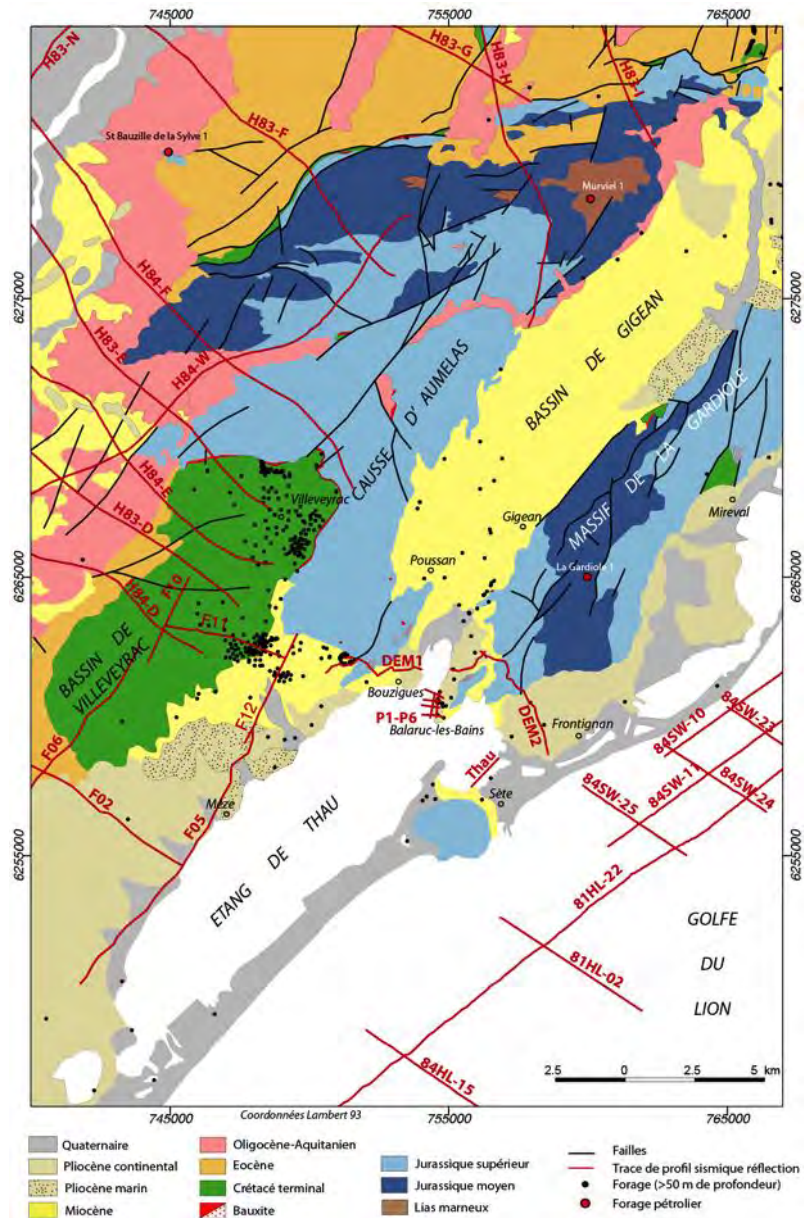 745000
755000
765000
H83-N
H83-G
H83-H
H83-I
H83-F
St Bauzille de la Sylve 1
Murviel 1
6275000
6275000
H84-F
H83-E
H84-W
BASSIN DE GIGEAN
CAUSSE D' AUMELAS
MASSIF DE LA GARDIOLE
H84-E
Villeveyrac
H83-D
Gigean
Mireval
Poussan
La Gardiole 1
6265000
6265000
H84-D
F10
F11
BASSIN DE
VILLEVEYRAC
DEM1
Bouzigues
P1-P6
Balaruc-les-Bains
DEM2
Frontignan
F12
F06
F02
F05
Mèze
Thau
Sète
84SW-10
84SW-23
84SW-11
84SW-24
84SW-25
6255000
6255000
ETANG DE THAU
81HL-22
81HL-02
84HL-15
GOLFE
DU
LION
2.5 0 2.5 5 km
745000
Coordonnées Lambert 93
755000
765000
Quaternaire
Pliocène continental
Pliocène marin
Miocène
Oligocène-Aquitanien
Eocène
Crétacé terminal
Bauxite
Jurassique supérieur
Jurassique moyen
Lias marneux
Failles
Trace de profil sismique réflection
Forage (>50 m de profondeur)
Forage pétrolier